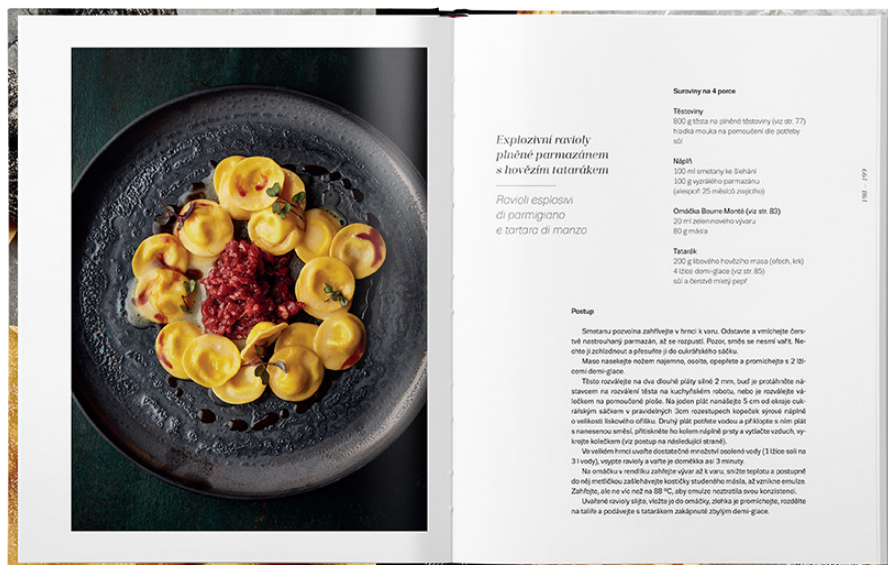 Explozivní ravioly
plněné parmazánem
s hovězím tatarákem
Ravioli esplosivi
di parmigiano
e tartara di manzo
Suroviny na 4 porce
Těstoviny
800 g těsta na plněné těstoviny (viz str. 77)
hladká mouka na pomoučení dle potřeby
sůl
Náplň
100 ml smetany ke šlehání
100 g vyzrálého parmazánu
(alespoň 25 měsíců zrajícího)
Omáčka Bourre Monté (viz str. 83)
20 ml zeleninového vývaru
80 g másla
Tatarák
200 g libového hovězího masa (ořech, krk)
4 lžíce demi-glace (viz str. 85)
sůl a čerstvě mletý pepř
Postup
Smetanu pozvolna zahřívejte v hrnci k varu. Odstavte a vmíchejte čers-
tvě nastrouhaný parmazán, až se rozpustí. Pozor, směs se nesmí vařit. Ne-
chte ji zchladnout a přesuňte ji do cukrářského sáčku.
Maso nasekejte nožem najemno, osolte, opepřete a promíchejte s 2 lží-
cemi demi-glace.
Těsto rozválejte na dva dlouhé pláty silné 2 mm, buď je protáhněte ná-
stavcem na rozválení těsta na kuchyňském robotu, nebo je rozválejte vá-
lečkem na pomoučené ploše. Na jeden plát nanášejte 5 cm od okraje cuk-
rářským sáčkem v pravidelných 3cm rozestupech kopeček sýrové náplně
o velikosti lískového oříšku. Druhý plát potřete vodou a přiklopte s ním plát
s nanesenou směsí, přitiskněte ho kolem náplně prsty a vytlačte vzduch, vy-
krojte kolečkem (viz postup na následující straně).
Ve velkém hrnci uvařte dostatečné množství osolené vody (1 lžíce soli na
3 l vody), vsypte ravioly a vařte je doměkka asi 3 minuty.
Na omáčku v rendlíku zahřejte vývar až k varu, snižte teplotu a postupně
do něj metličkou zašlehávejte kostičky studeného másla, až vznikne emulze.
Zahřejte, ale ne víc než na 88 °C, aby emulze neztratila svou konzistenci.
Uvařené ravioly slijte, vložte je do omáčky, zlehka je promíchejte, rozdělte
na talíře a podávejte s tatarákem zakápnuté zbylým demi-glace.